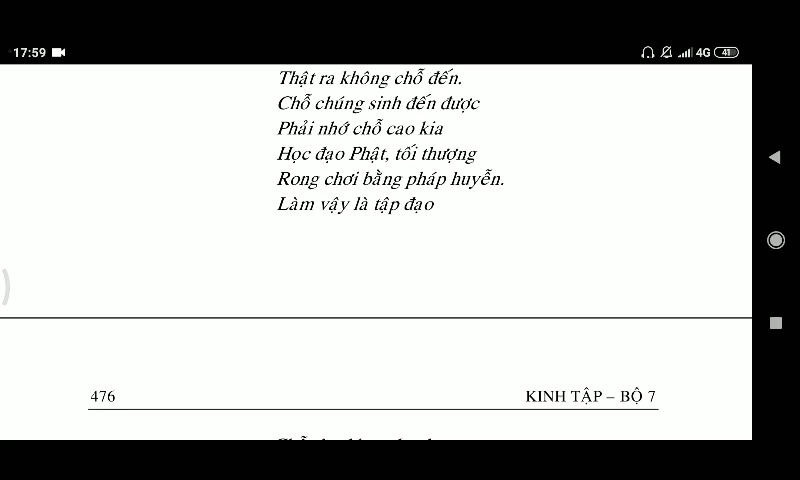 17:59
4G 41
Thật ra không chỗ đến.
Chỗ chúng sinh đến được
Phải nhớ chỗ cao kia
Học đạo Phật, tối thượng
Rong chơi bằng pháp huyễn.
Làm vậy là tập đạo
476 KINH TẬP – BỘ 7